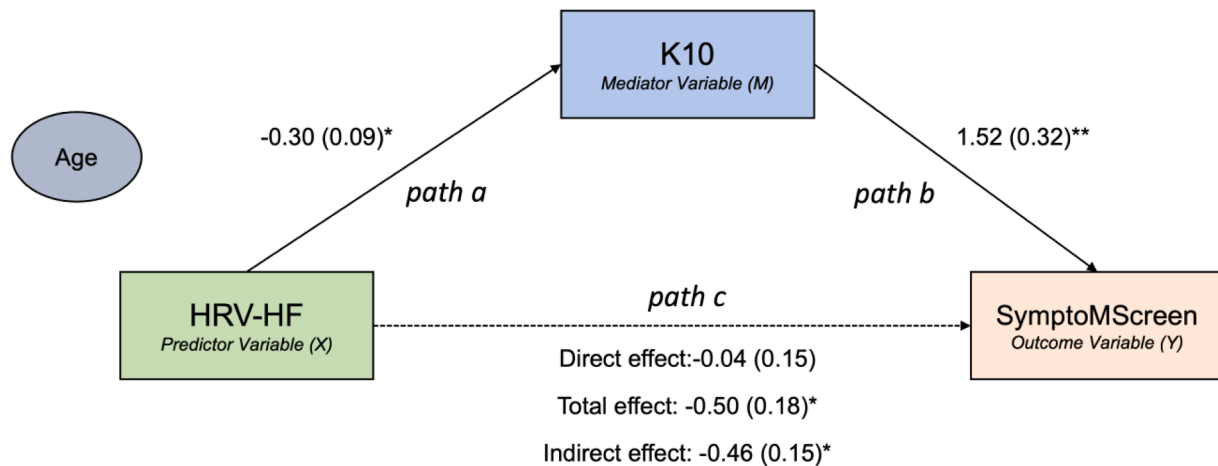 K10
Mediator Variable (M)
Age
-0.30 (0.09)*
1.52 (0.32)**
path a
path b
HRV-HF
Predictor Variable (X)
path c
SymptoMScreen
Outcome Variable (Y)
Direct effect:-0.04 (0.15)
Total effect: -0.50 (0.18)*
Indirect effect: -0.46 (0.15)*